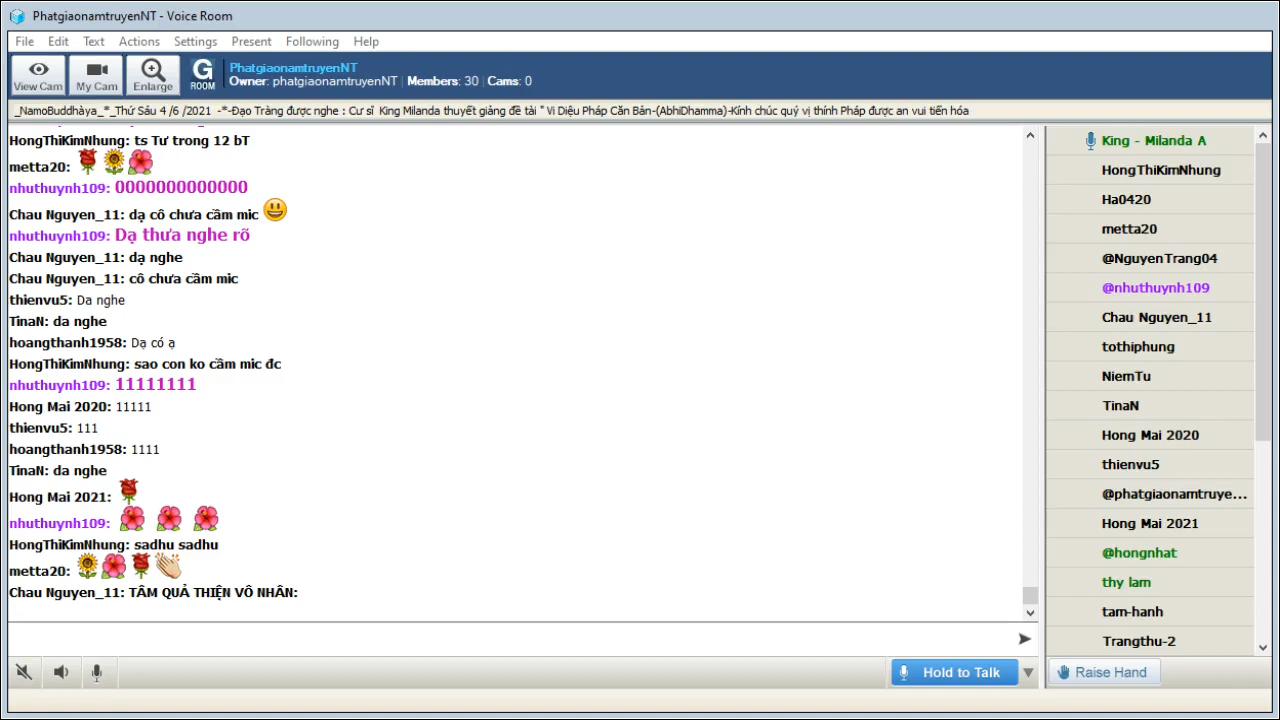 PhatgiaonamtruyenNT - Voice Room
File Edit Text Actions Settings Present Following Help
View Cam My Cam Enlarge G ROOM
PhatgiaonamtruyenNT
Owner: phatgiaonamtruyenNT Members: 30 Cams: 0
_NamoBuddhàya_*_Thứ Sáu 4 /6 /2021 -*-Đạo Tràng được nghe : Cư sĩ King Milanda thuyết giảng đề tài " Vi Diệu Pháp Căn Bản-(AbhiDhamma)-Kính chúc quý vị thính Pháp được an vui tiến hóa
HongThiKimNhung: ts Tư trong 12 bT
metta20:
nhuthuynh109: 0000000000000
Chau Nguyen_11: dạ cô chưa cầm mic
nhuthuynh109: Dạ thưa nghe rõ
Chau Nguyen_11: dạ nghe
Chau Nguyen_11: cô chưa cầm mic
thienvu5: Da nghe
TinaN: da nghe
hoangthanh1958: Dạ có ạ
HongThiKimNhung: sao con ko cầm mic đc
nhuthuynh109: 11111111
Hong Mai 2020: 11111
thienvu5: 111
hoangthanh1958: 1111
TinaN: da nghe
Hong Mai 2021:
nhuthuynh109:
HongThiKimNhung: sadhu sadhu
metta20:
Chau Nguyen_11: TÂM QUẢ THIỆN VÔ NHÂN:
King - Milanda A
HongThiKimNhung
Ha0420
metta20
@NguyenTrang04
@nhuthuynh109
Chau Nguyen_11
tothiphung
NiemTu
TinaN
Hong Mai 2020
thienvu5
@phatgiaonamtruye...
Hong Mai 2021
@hongnhat
thy lam
tam-hanh
Trangthu-2
Hold to Talk
Raise Hand